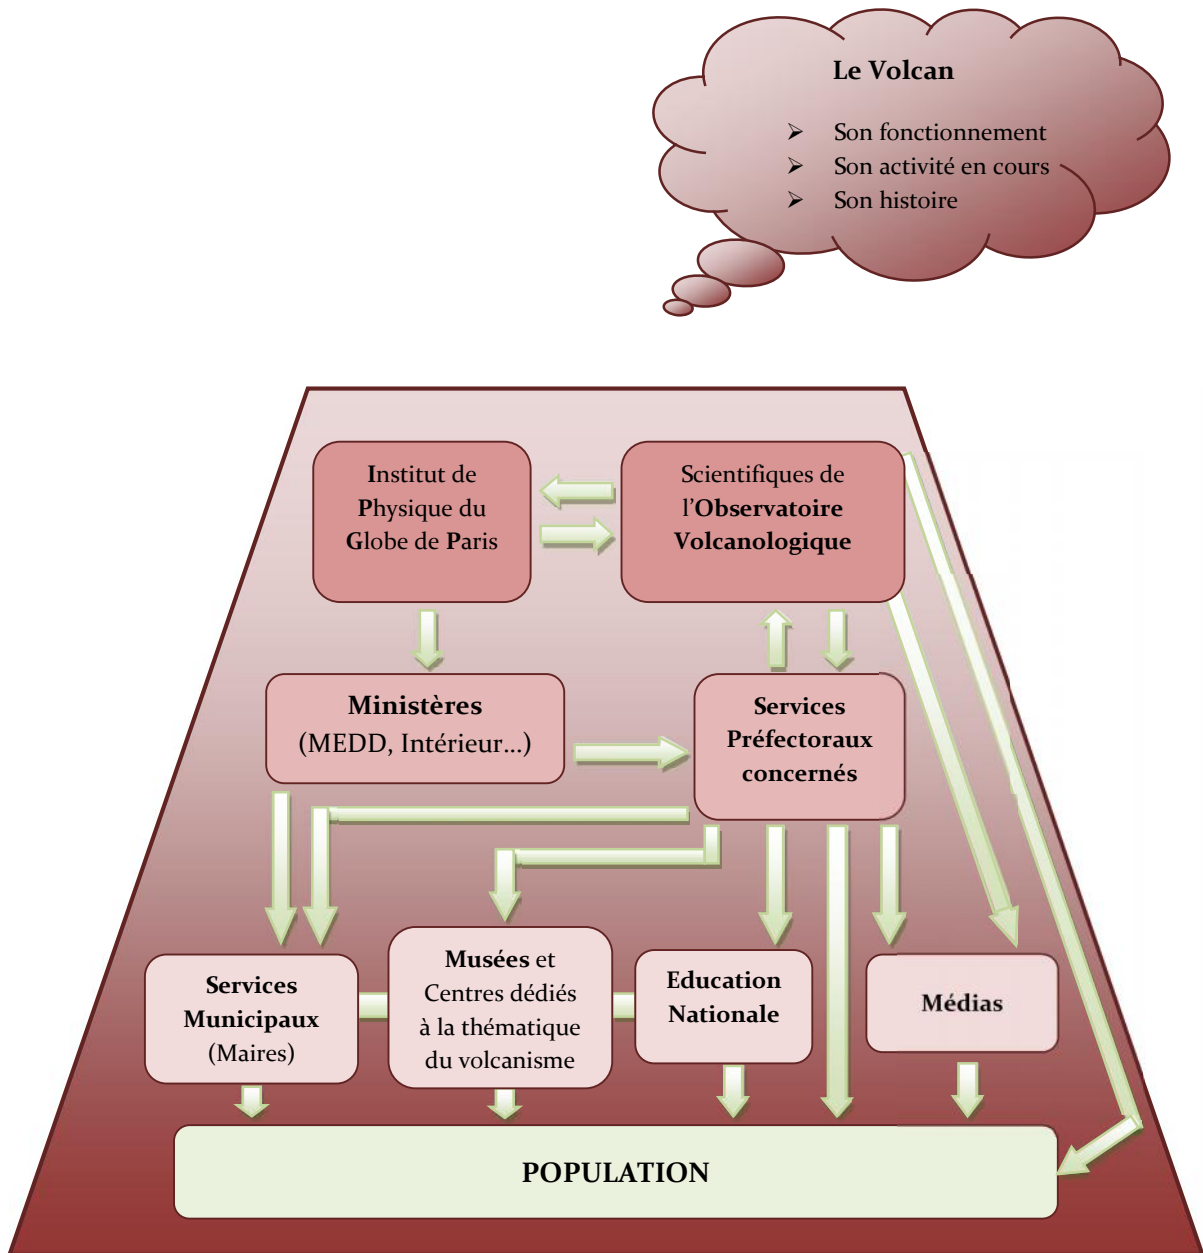 Le Volcan
➢ Son fonctionnement
➢ Son activité en cours
➢ Son histoire
Institut de
Physique du
Globe de Paris
Scientifiques de
l’Observatoire
Volcanologique
Ministères
(MEDD, Intérieur...)
Services
Préfectoraux
concernés
Services
Municipaux
(Maires)
Musées et
Centres dédiés
à la thématique
du volcanisme
Education
Nationale
Médias
POPULATION